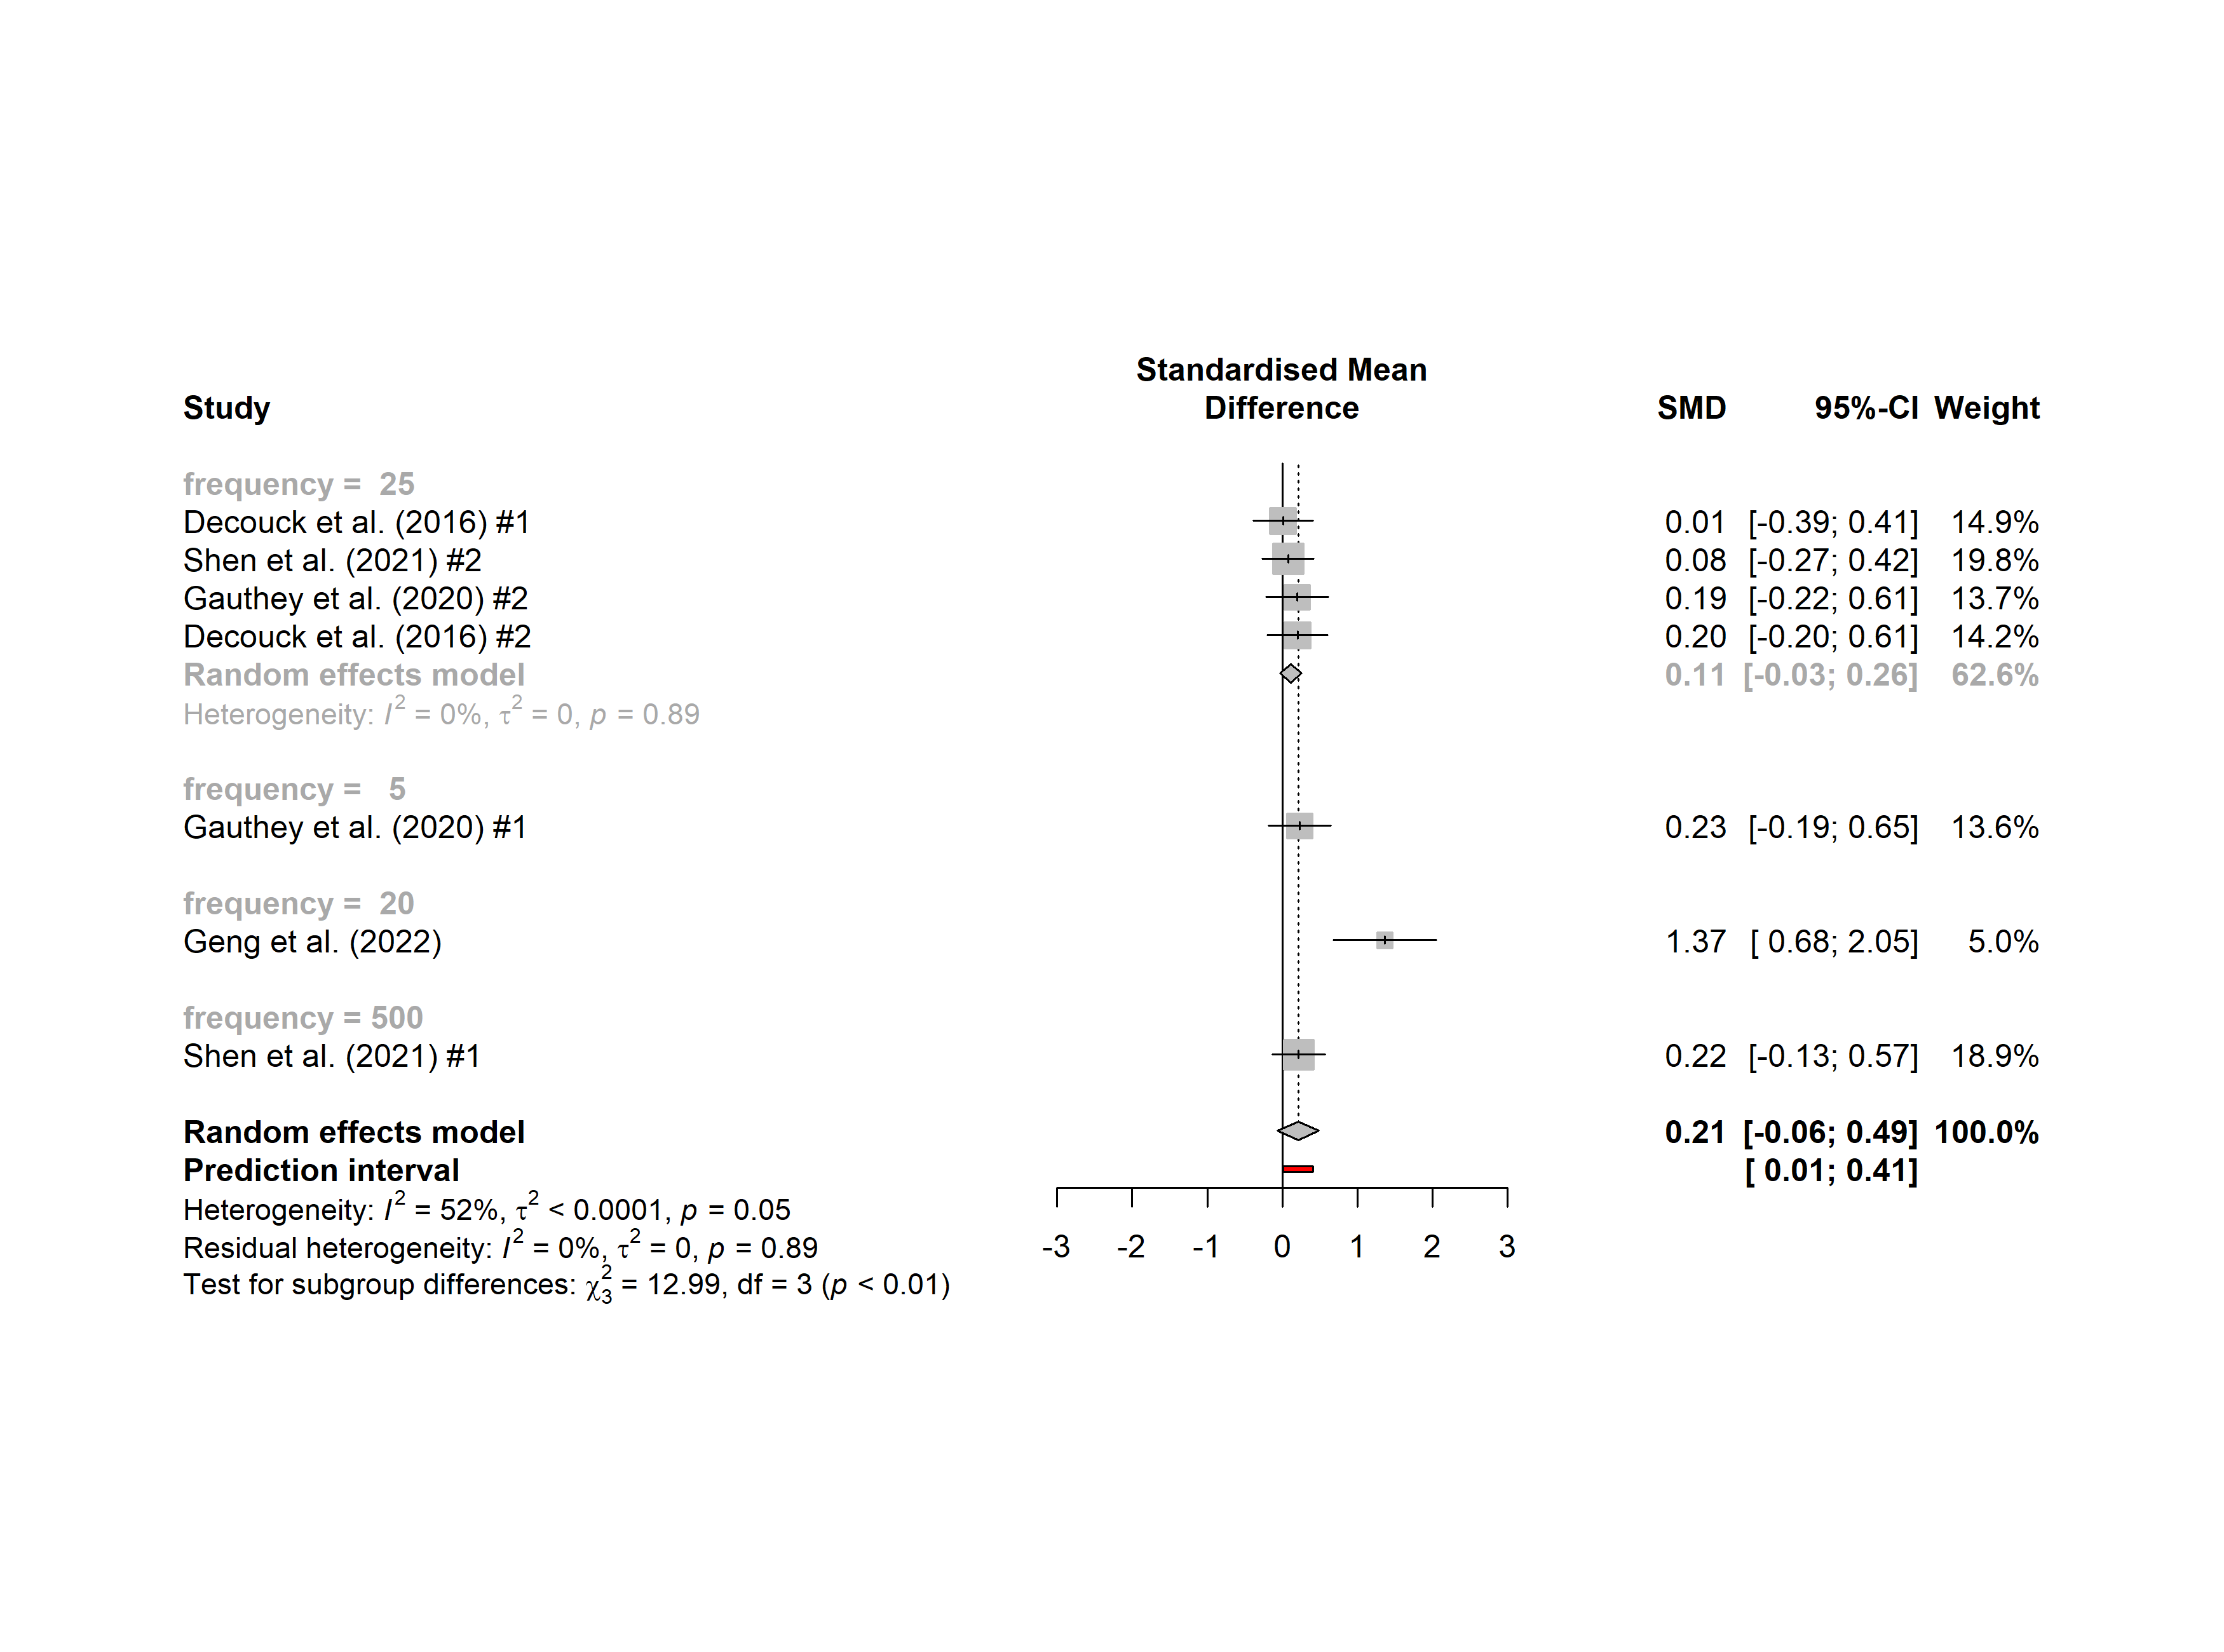 Standardised Mean
Study Difference SMD 95%-CI Weight
frequency = 25
Decouck et al. (2016) #1 0.01 [-0.39; 0.41] 14.9%
Shen et al. (2021) #2 0.08 [-0.27; 0.42] 19.8%
Gauthey et al. (2020) #2 0.19 [-0.22; 0.61] 13.7%
Decouck et al. (2016) #2 0.20 [-0.20; 0.61] 14.2%
Random effects model 0.11 [-0.03; 0.26] 62.6%
Heterogeneity: I² = 0%, τ² = 0, p = 0.89
frequency = 5
Gauthey et al. (2020) #1 0.23 [-0.19; 0.65] 13.6%
frequency = 20
Geng et al. (2022) 1.37 [ 0.68; 2.05] 5.0%
frequency = 500
Shen et al. (2021) #1 0.22 [-0.13; 0.57] 18.9%
Random effects model 0.21 [-0.06; 0.49] 100.0%
Prediction interval [ 0.01; 0.41]
Heterogeneity: I² = 52%, τ² < 0.0001, p = 0.05
Residual heterogeneity: I² = 0%, τ² = 0, p = 0.89
-3 -2 -1 0 1 2 3
Test for subgroup differences: χ²₃ = 12.99, df = 3 (p < 0.01)